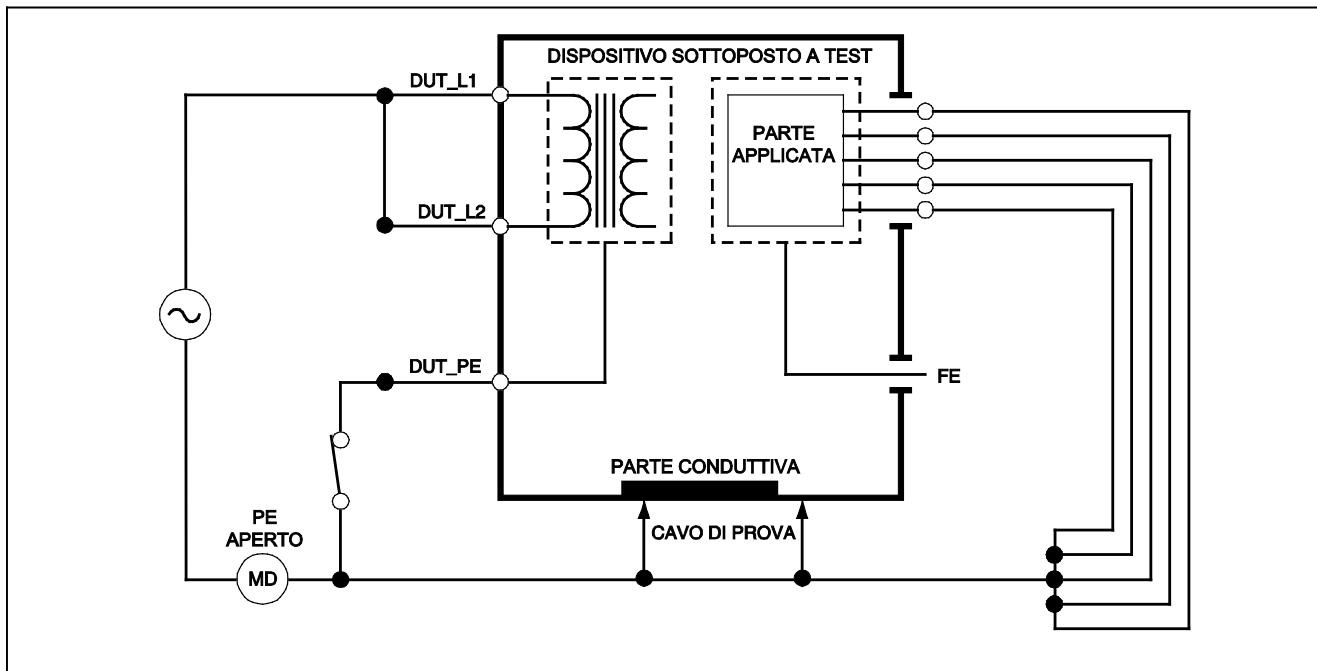 DISPOSITIVO SOTTOPOSTO A TEST
DUT_L1
PARTE
APPLICATA
DUT_L2
DUT_PE
FE
PARTE CONDUTTIVA
PE
APERTO
CAVO DI PROVA
MD